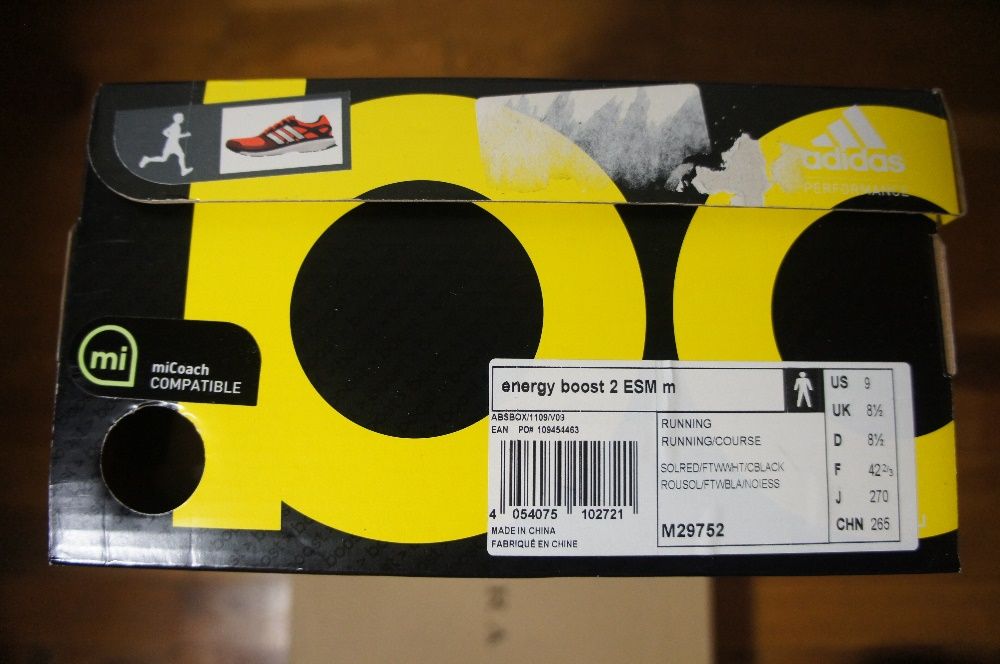 adidas
PERFORMANCE
mi
miCoach
COMPATIBLE
energy boost 2 ESM m
ABSBOX/1109/V09
EAN PO# 109454463
4 054075 102721
MADE IN CHINA
FABRIQUÉ EN CHINE
RUNNING
RUNNING/COURSE
SOLRED/FTWWHT/CBLACK
ROUSOL/FTWBLA/NOIESS
M29752
US 9
UK 8½
D 8½
F 42 2/3
J 270
CHN 265